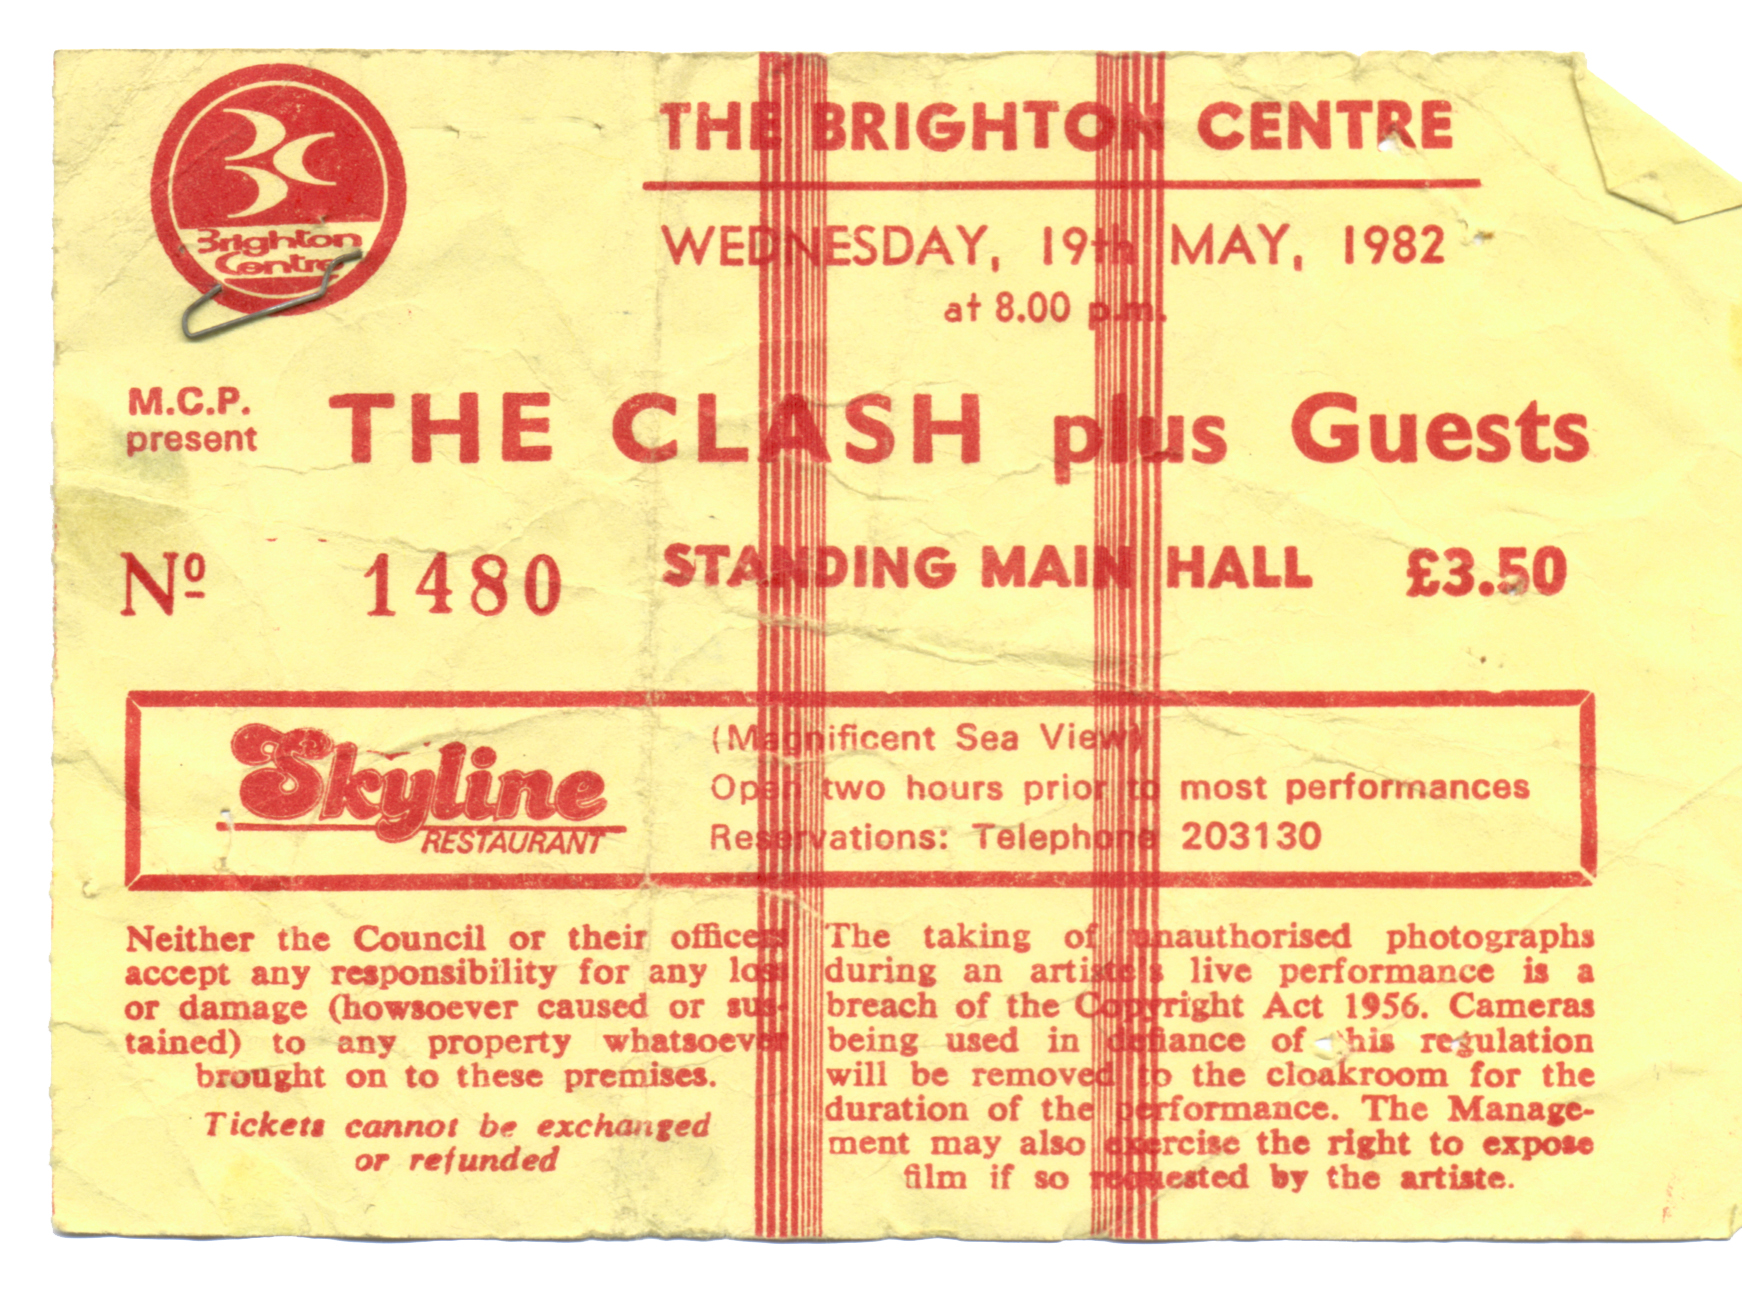 Brighton
Centre
THE BRIGHTON CENTRE
WEDNESDAY, 19th MAY, 1982
at 8.00 p.m.
M.C.P.
present
THE CLASH plus Guests
Nº 1480
STANDING MAIN HALL £3.50
Skyline
RESTAURANT
(Magnificent Sea View)
Open two hours prior to most performances
Reservations: Telephone 203130
Neither the Council or their officers
accept any responsibility for any loss
or damage (howsoever caused or sus-
tained) to any property whatsoever
brought on to these premises.
Tickets cannot be exchanged
or refunded
The taking of unauthorised photographs
during an artiste's live performance is a
breach of the Copyright Act 1956. Cameras
being used in defiance of this regulation
will be removed to the cloakroom for the
duration of the performance. The Manage-
ment may also exercise the right to expose
film if so requested by the artiste.